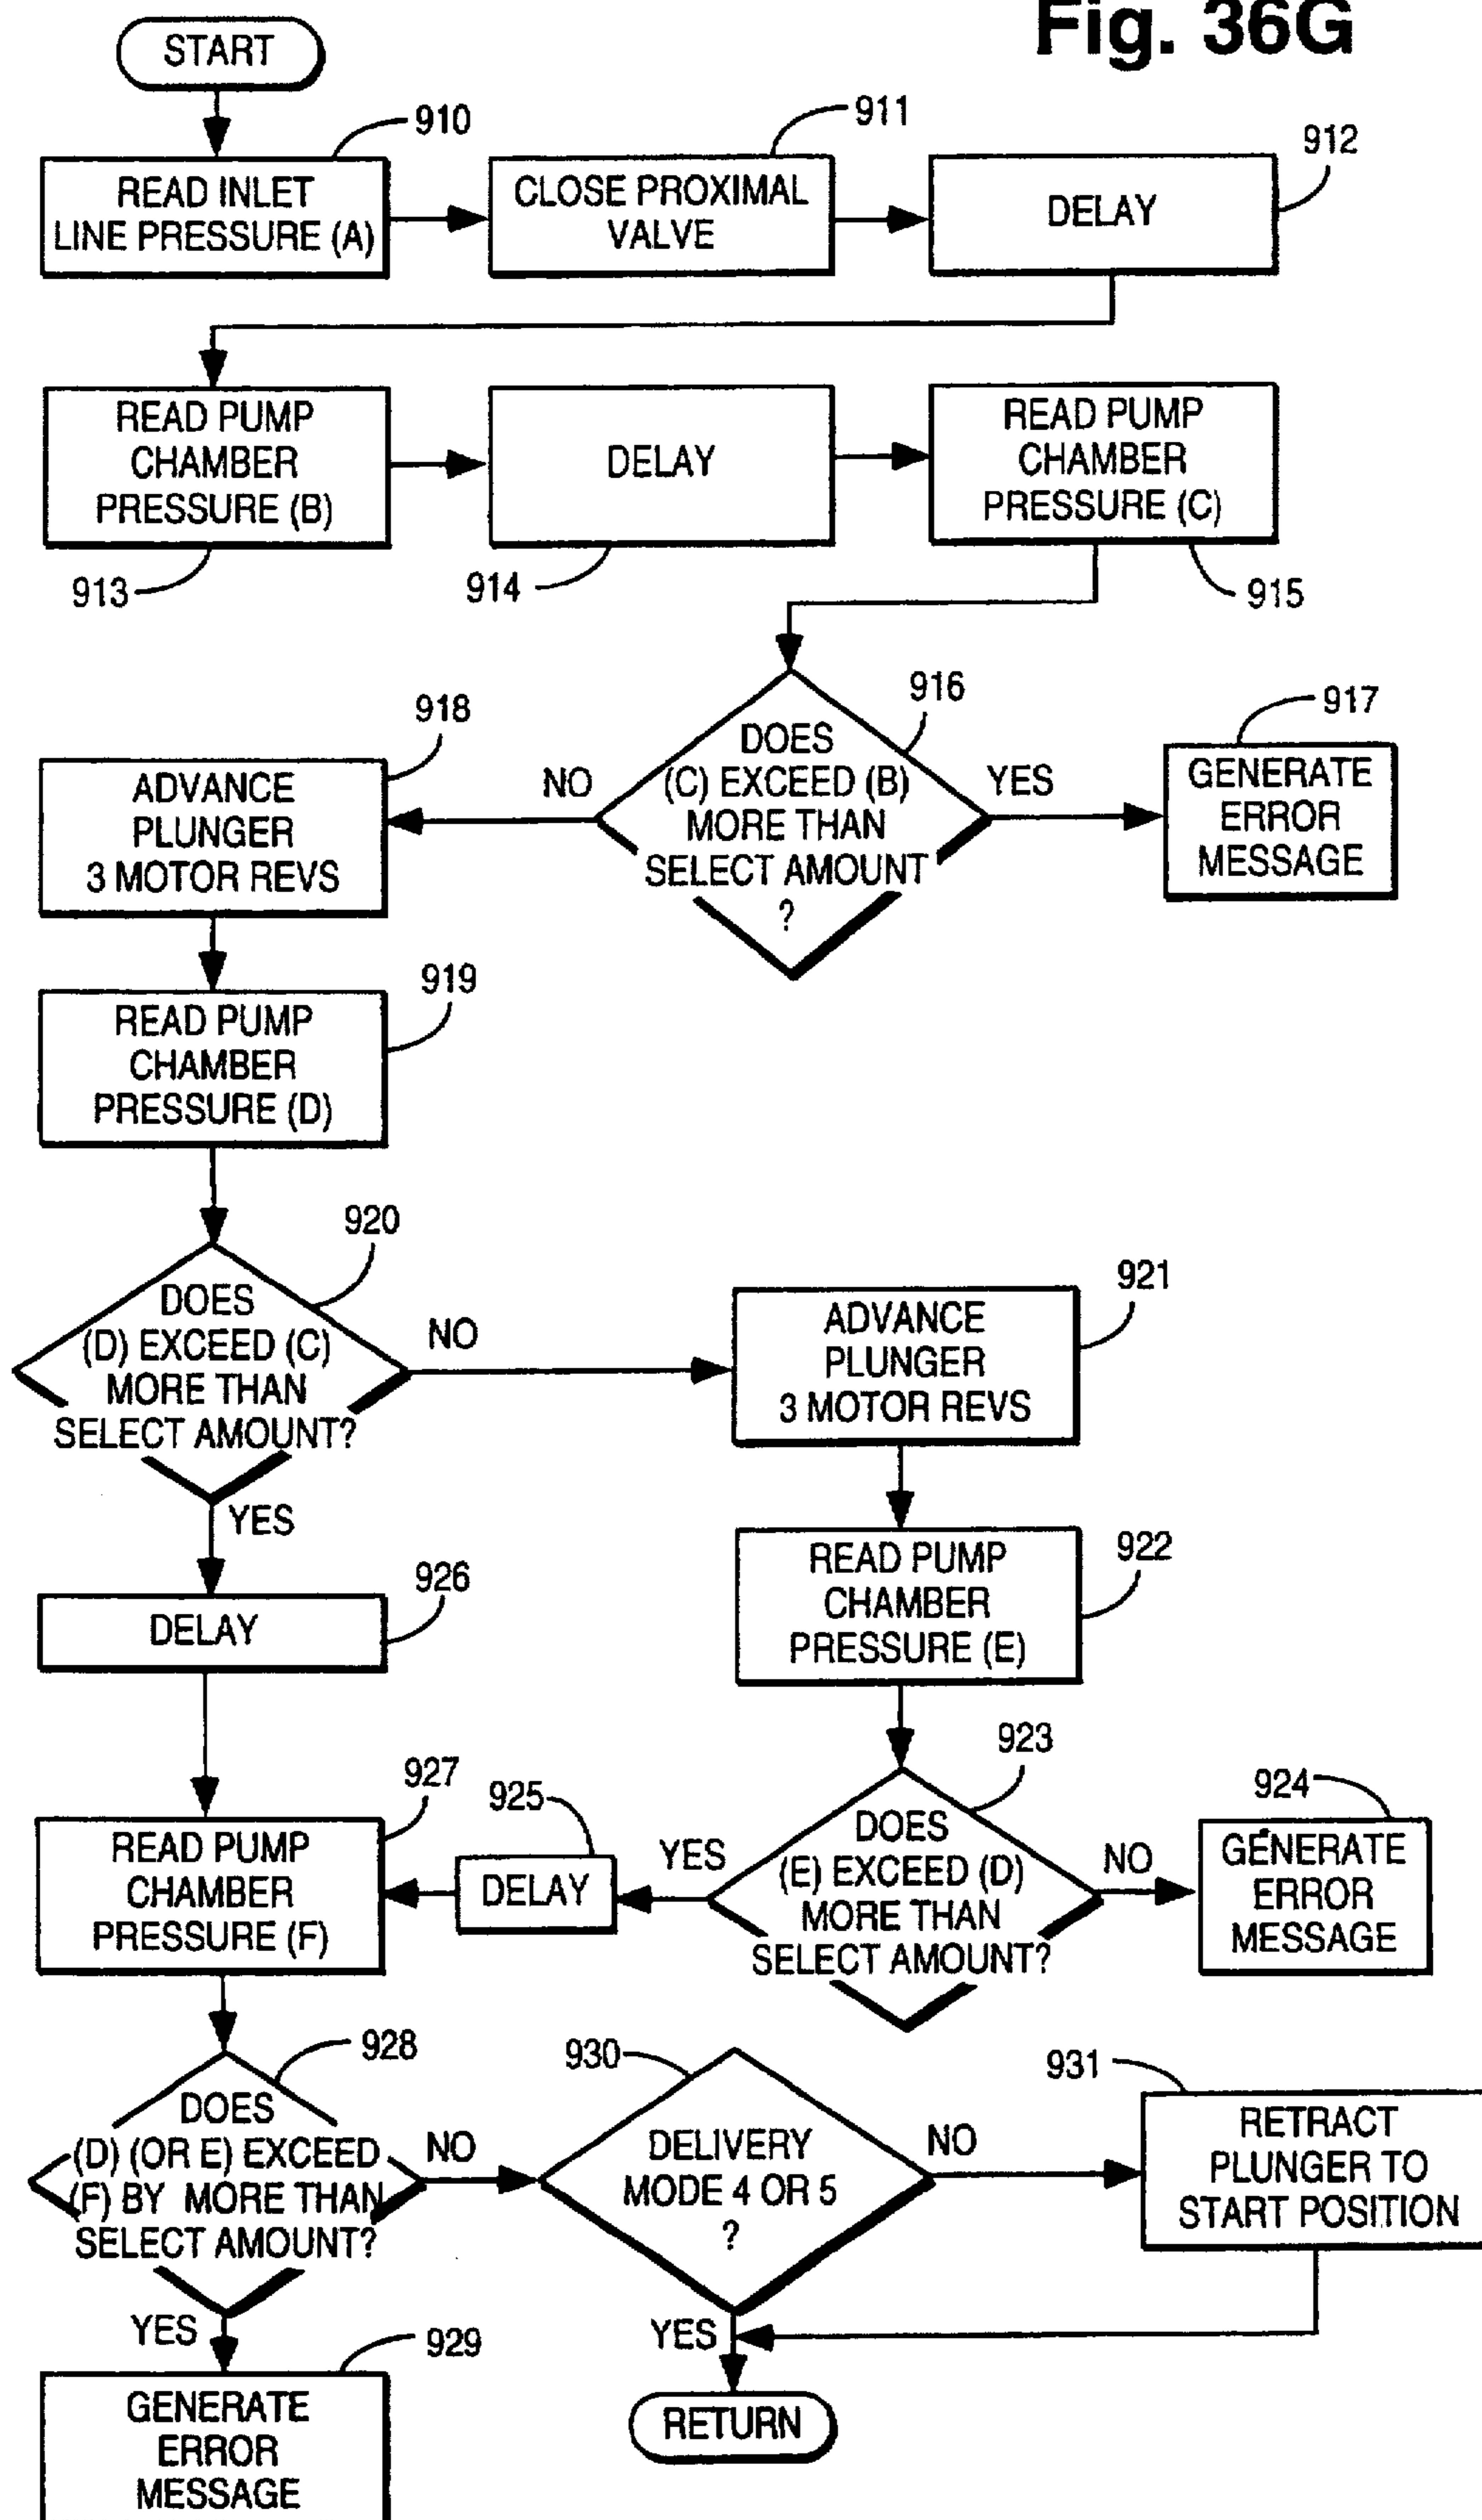 Fig. 36G
START
910
READ INLET
LINE PRESSURE (A)
911
CLOSE PROXIMAL
VALVE
912
DELAY
READ PUMP
CHAMBER
PRESSURE (B)
913
DELAY
914
READ PUMP
CHAMBER
PRESSURE (C)
915
916
DOES
(C) EXCEED (B)
MORE THAN
SELECT AMOUNT
?
YES
917
GENERATE
ERROR
MESSAGE
NO
918
ADVANCE
PLUNGER
3 MOTOR REVS
919
READ PUMP
CHAMBER
PRESSURE (D)
920
DOES
(D) EXCEED (C)
MORE THAN
SELECT AMOUNT?
NO
921
ADVANCE
PLUNGER
3 MOTOR REVS
YES
922
READ PUMP
CHAMBER
PRESSURE (E)
926
DELAY
923
DOES
(E) EXCEED (D)
MORE THAN
SELECT AMOUNT?
NO
924
GENERATE
ERROR
MESSAGE
YES
925
DELAY
927
READ PUMP
CHAMBER
PRESSURE (F)
928
DOES
(D) (OR E) EXCEED
(F) BY MORE THAN
SELECT AMOUNT?
NO
930
DELIVERY
MODE 4 OR 5
?
NO
931
RETRACT
PLUNGER TO
START POSITION
YES
929
GENERATE
ERROR
MESSAGE
YES
RETURN